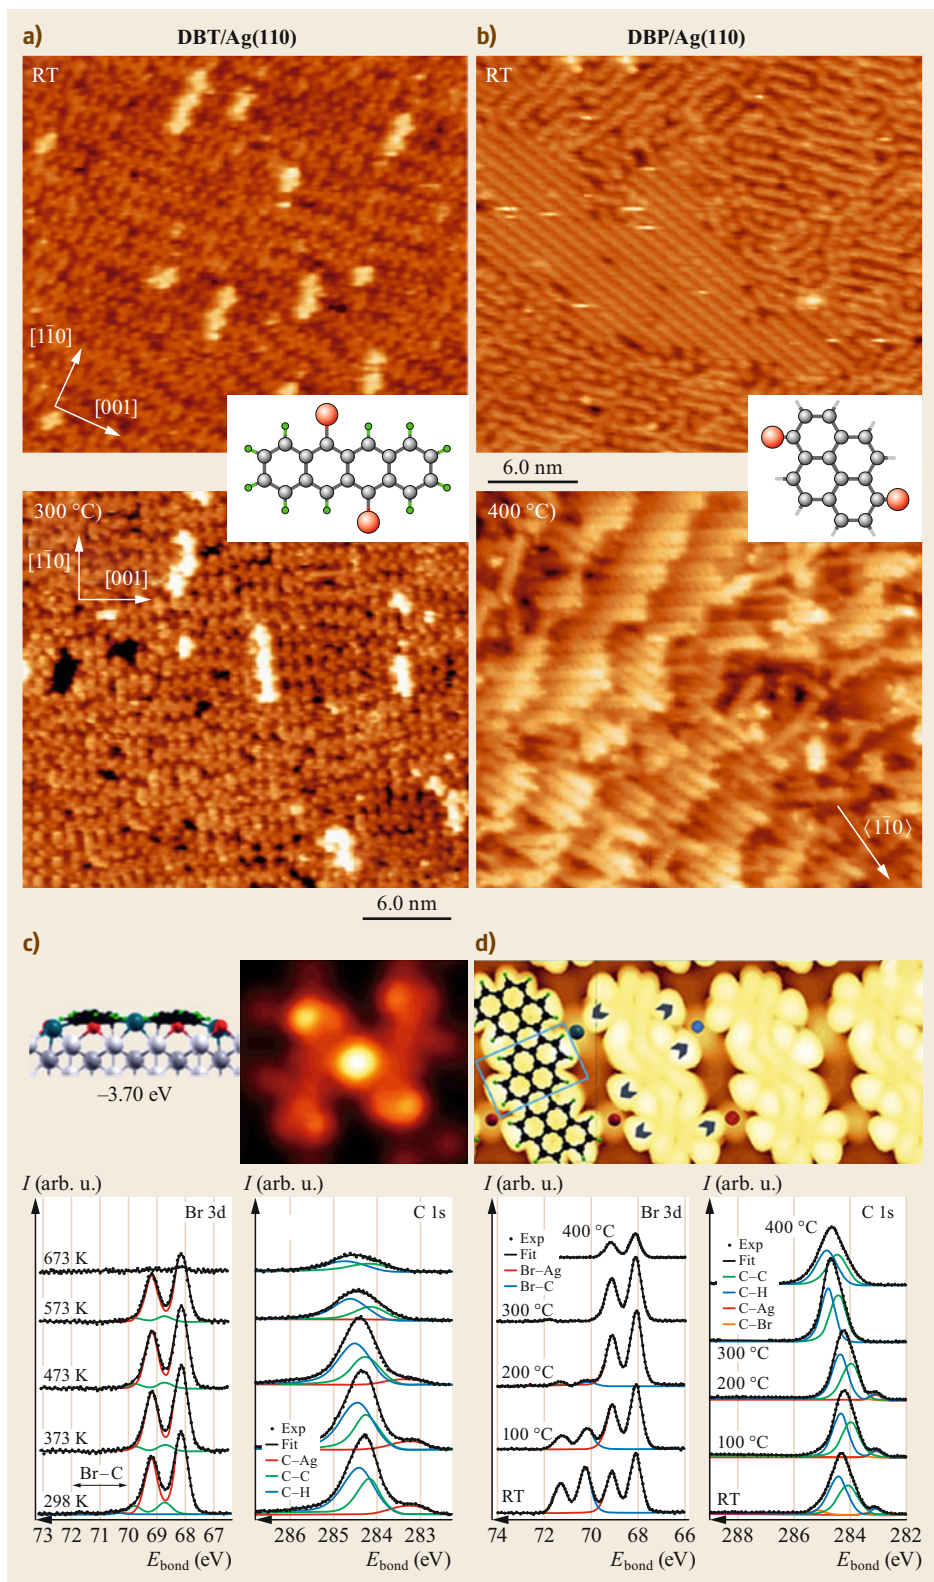 a)
DBT/Ag(110)
b)
DBP/Ag(110)
RT
RT
[11̅0]
[001]
6.0 nm
300 °C)
400 °C)
[11̅0]
[001]
⟨11̅0⟩
6.0 nm
c)
d)
–3.70 eV
I (arb. u.)
Br 3d
673 K
573 K
473 K
373 K
Br–C
298 K
73 72 71 70 69 68 67
E bond (eV)
I (arb. u.)
C 1s
Exp
Fit
C–Ag
C–C
C–H
286 285 284 283
E bond (eV)
I (arb. u.)
Br 3d
400 °C
Exp
Fit
Br–Ag
Br–C
300 °C
200 °C
100 °C
RT
74 72 70 68 66
E bond (eV)
I (arb. u.)
C 1s
400 °C
Exp
Fit
C–C
C–H
C–Ag
C–Br
300 °C
200 °C
100 °C
RT
288 286 284 282
E bond (eV)